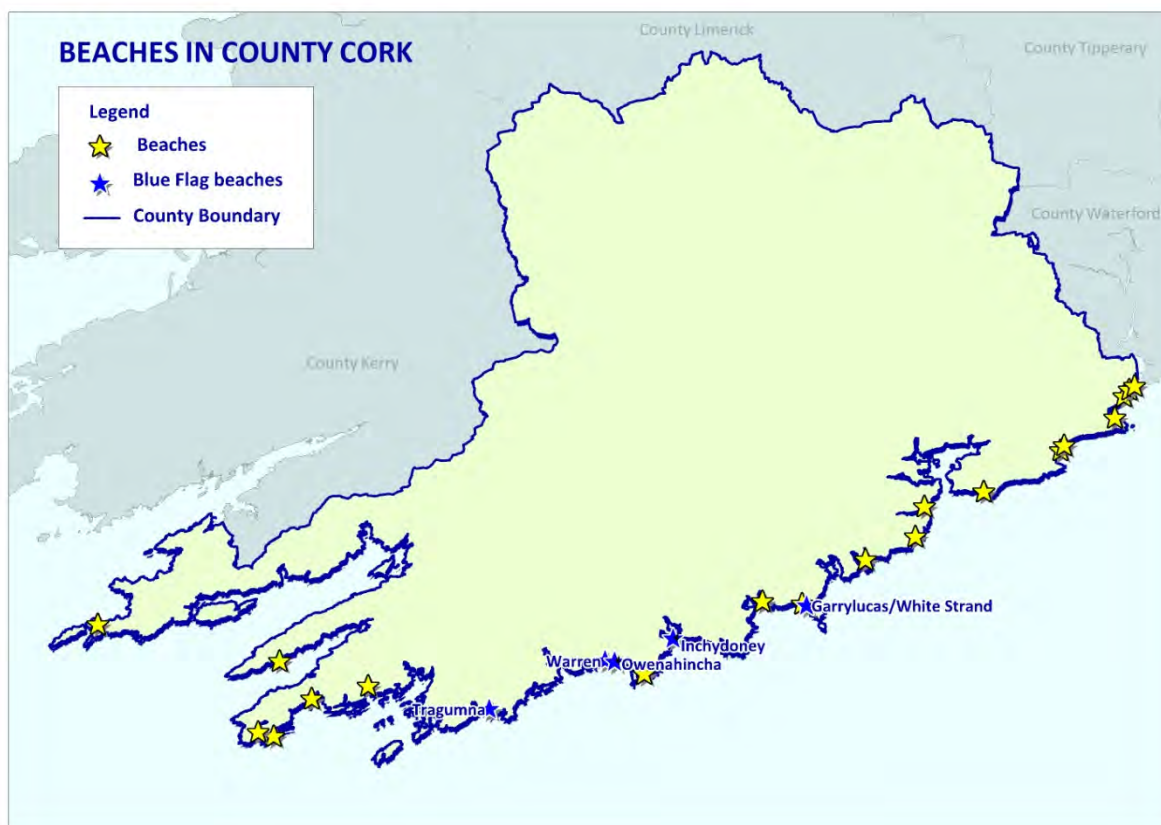 BEACHES IN COUNTY CORK
Legend
Beaches
Blue Flag beaches
County Boundary
County Limerick
County Tipperary
County Waterford
County Kerry
Garrylucas/White Strand
Inchydoney
Warren
Owenahincha
Tragumna